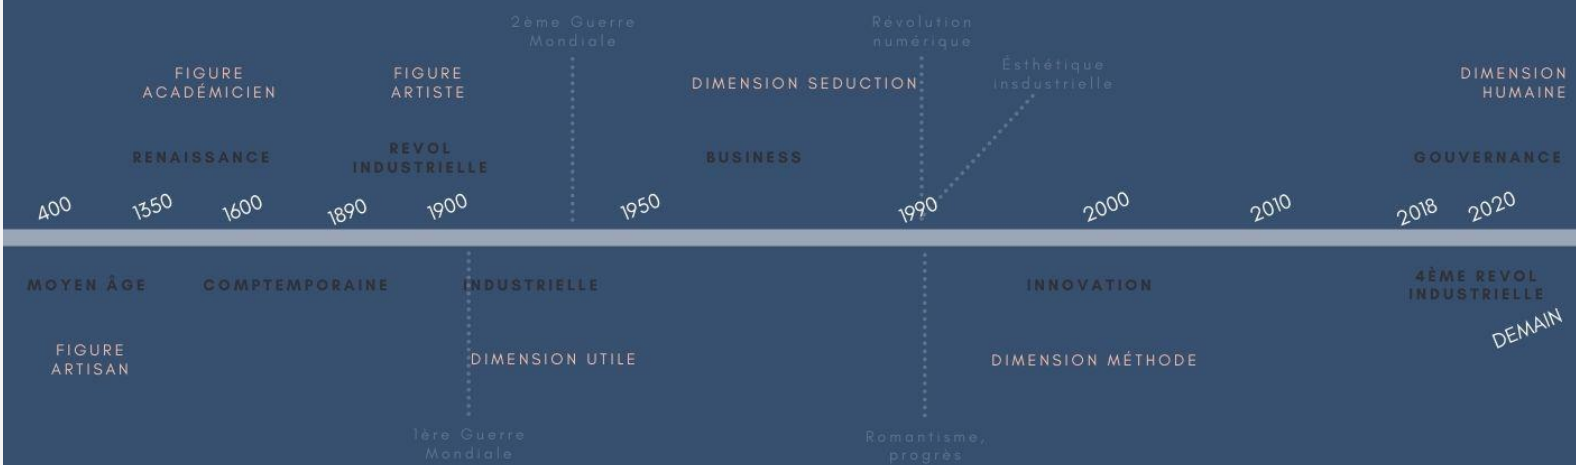 2ème Guerre
Mondiale
Révolution
numérique
Ésthétique
insdustrielle
FIGURE
ACADÉMICIEN
FIGURE
ARTISTE
DIMENSION SEDUCTION
DIMENSION
HUMAINE
RENAISSANCE
REVOL
INDUSTRIELLE
BUSINESS
GOUVERNANCE
400
1350
1600
1890
1900
1950
1990
2000
2010
2018
2020
MOYEN ÂGE
COMPTEMPORAINE
INDUSTRIELLE
INNOVATION
4ÈME REVOL
INDUSTRIELLE
DEMAIN
FIGURE
ARTISAN
DIMENSION UTILE
DIMENSION MÉTHODE
1ère Guerre
Mondiale
Romantisme,
progrès